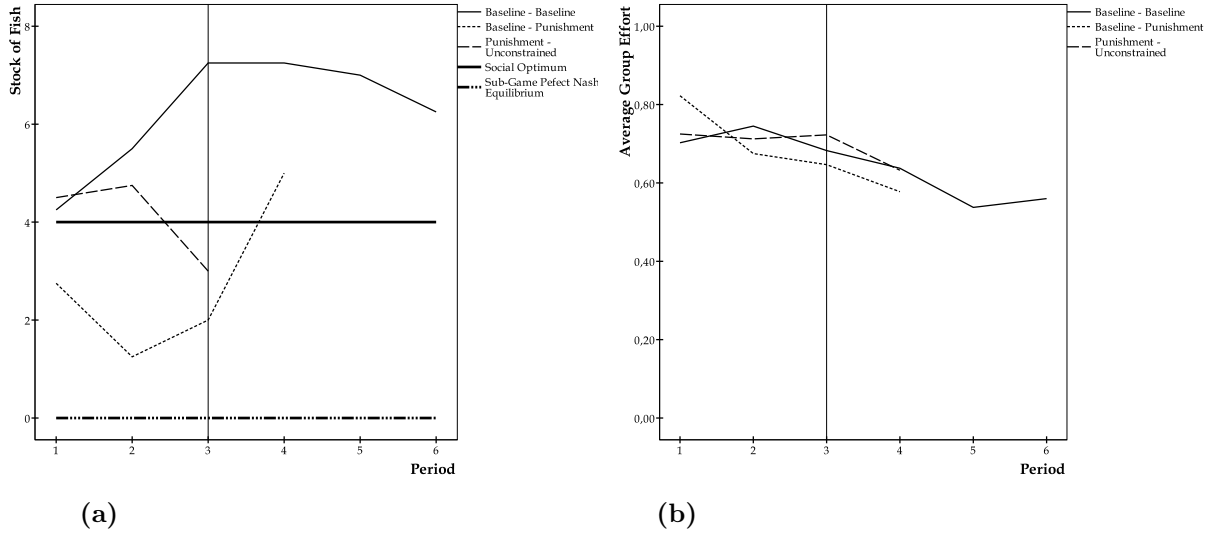 Stock of Fish
8
6
4
2
0
1 2 3 4 5 6
Period
Baseline - Baseline
Baseline - Punishment
Punishment -
Unconstrained
Social Optimum
Sub-Game Pefect Nash
Equilibrium
(a)
Average Group Effort
1,00
0,80
0,60
0,40
0,20
0,00
1 2 3 4 5 6
Period
Baseline - Baseline
Baseline - Punishment
Punishment -
Unconstrained
(b)